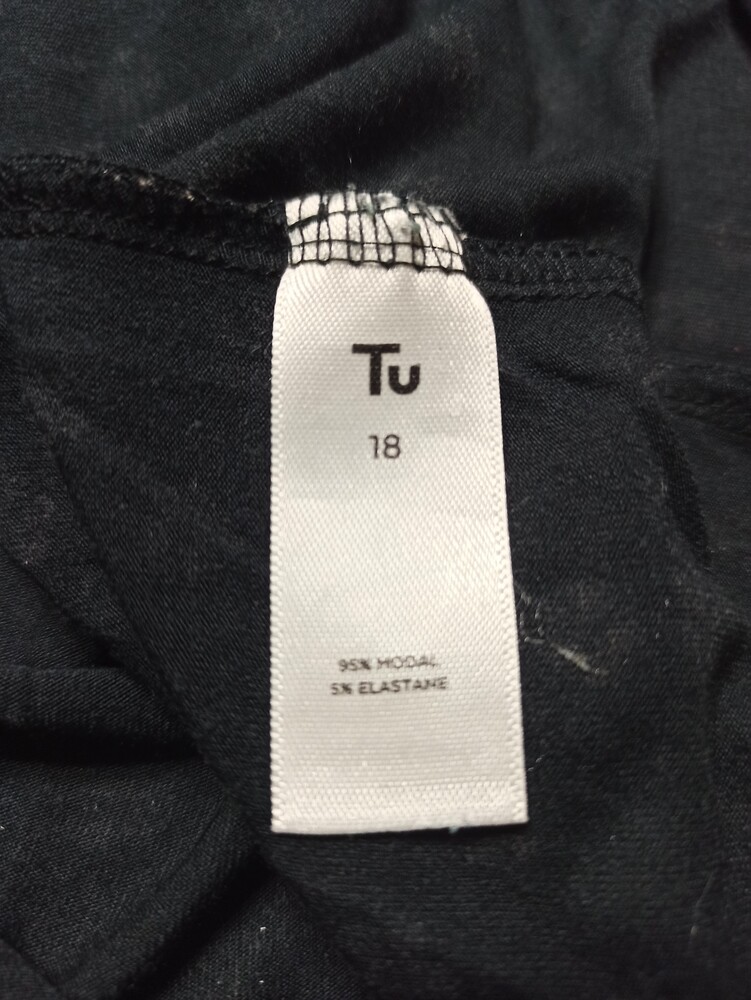 Tu
18
95% MODAL
5% ELASTANE